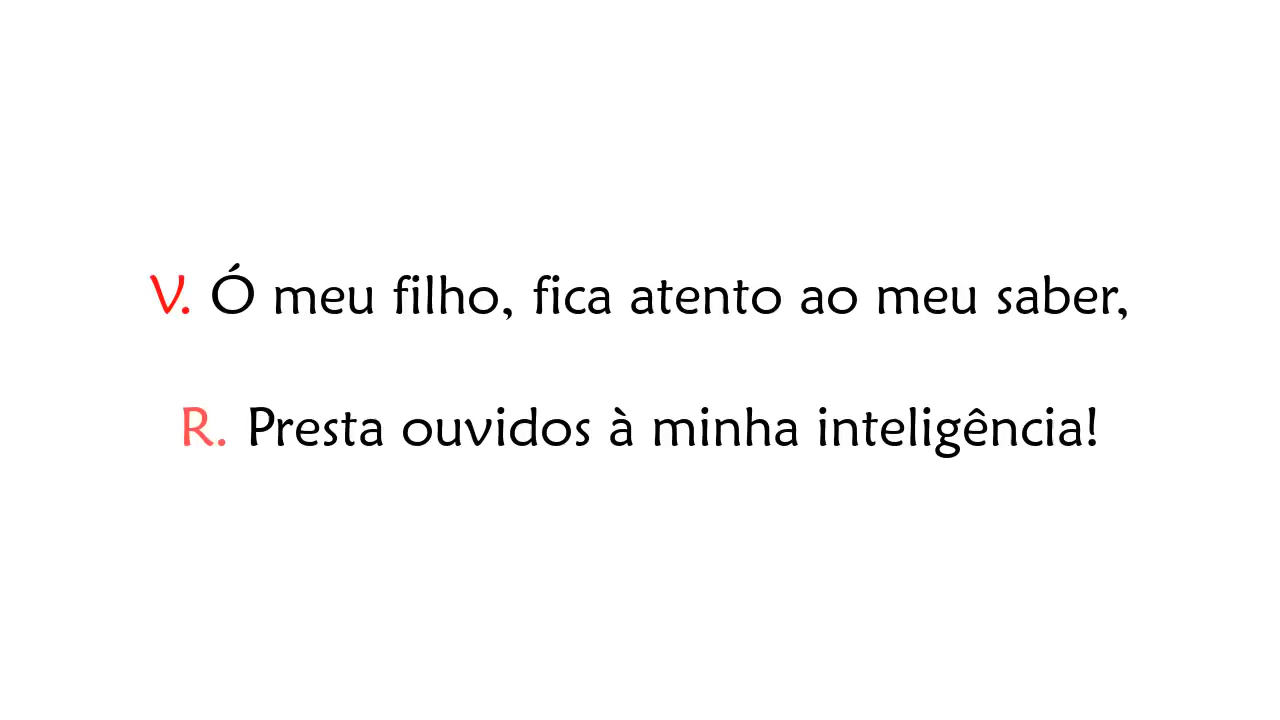 V. Ó meu filho, fica atento ao meu saber,
R. Presta ouvidos à minha inteligência!